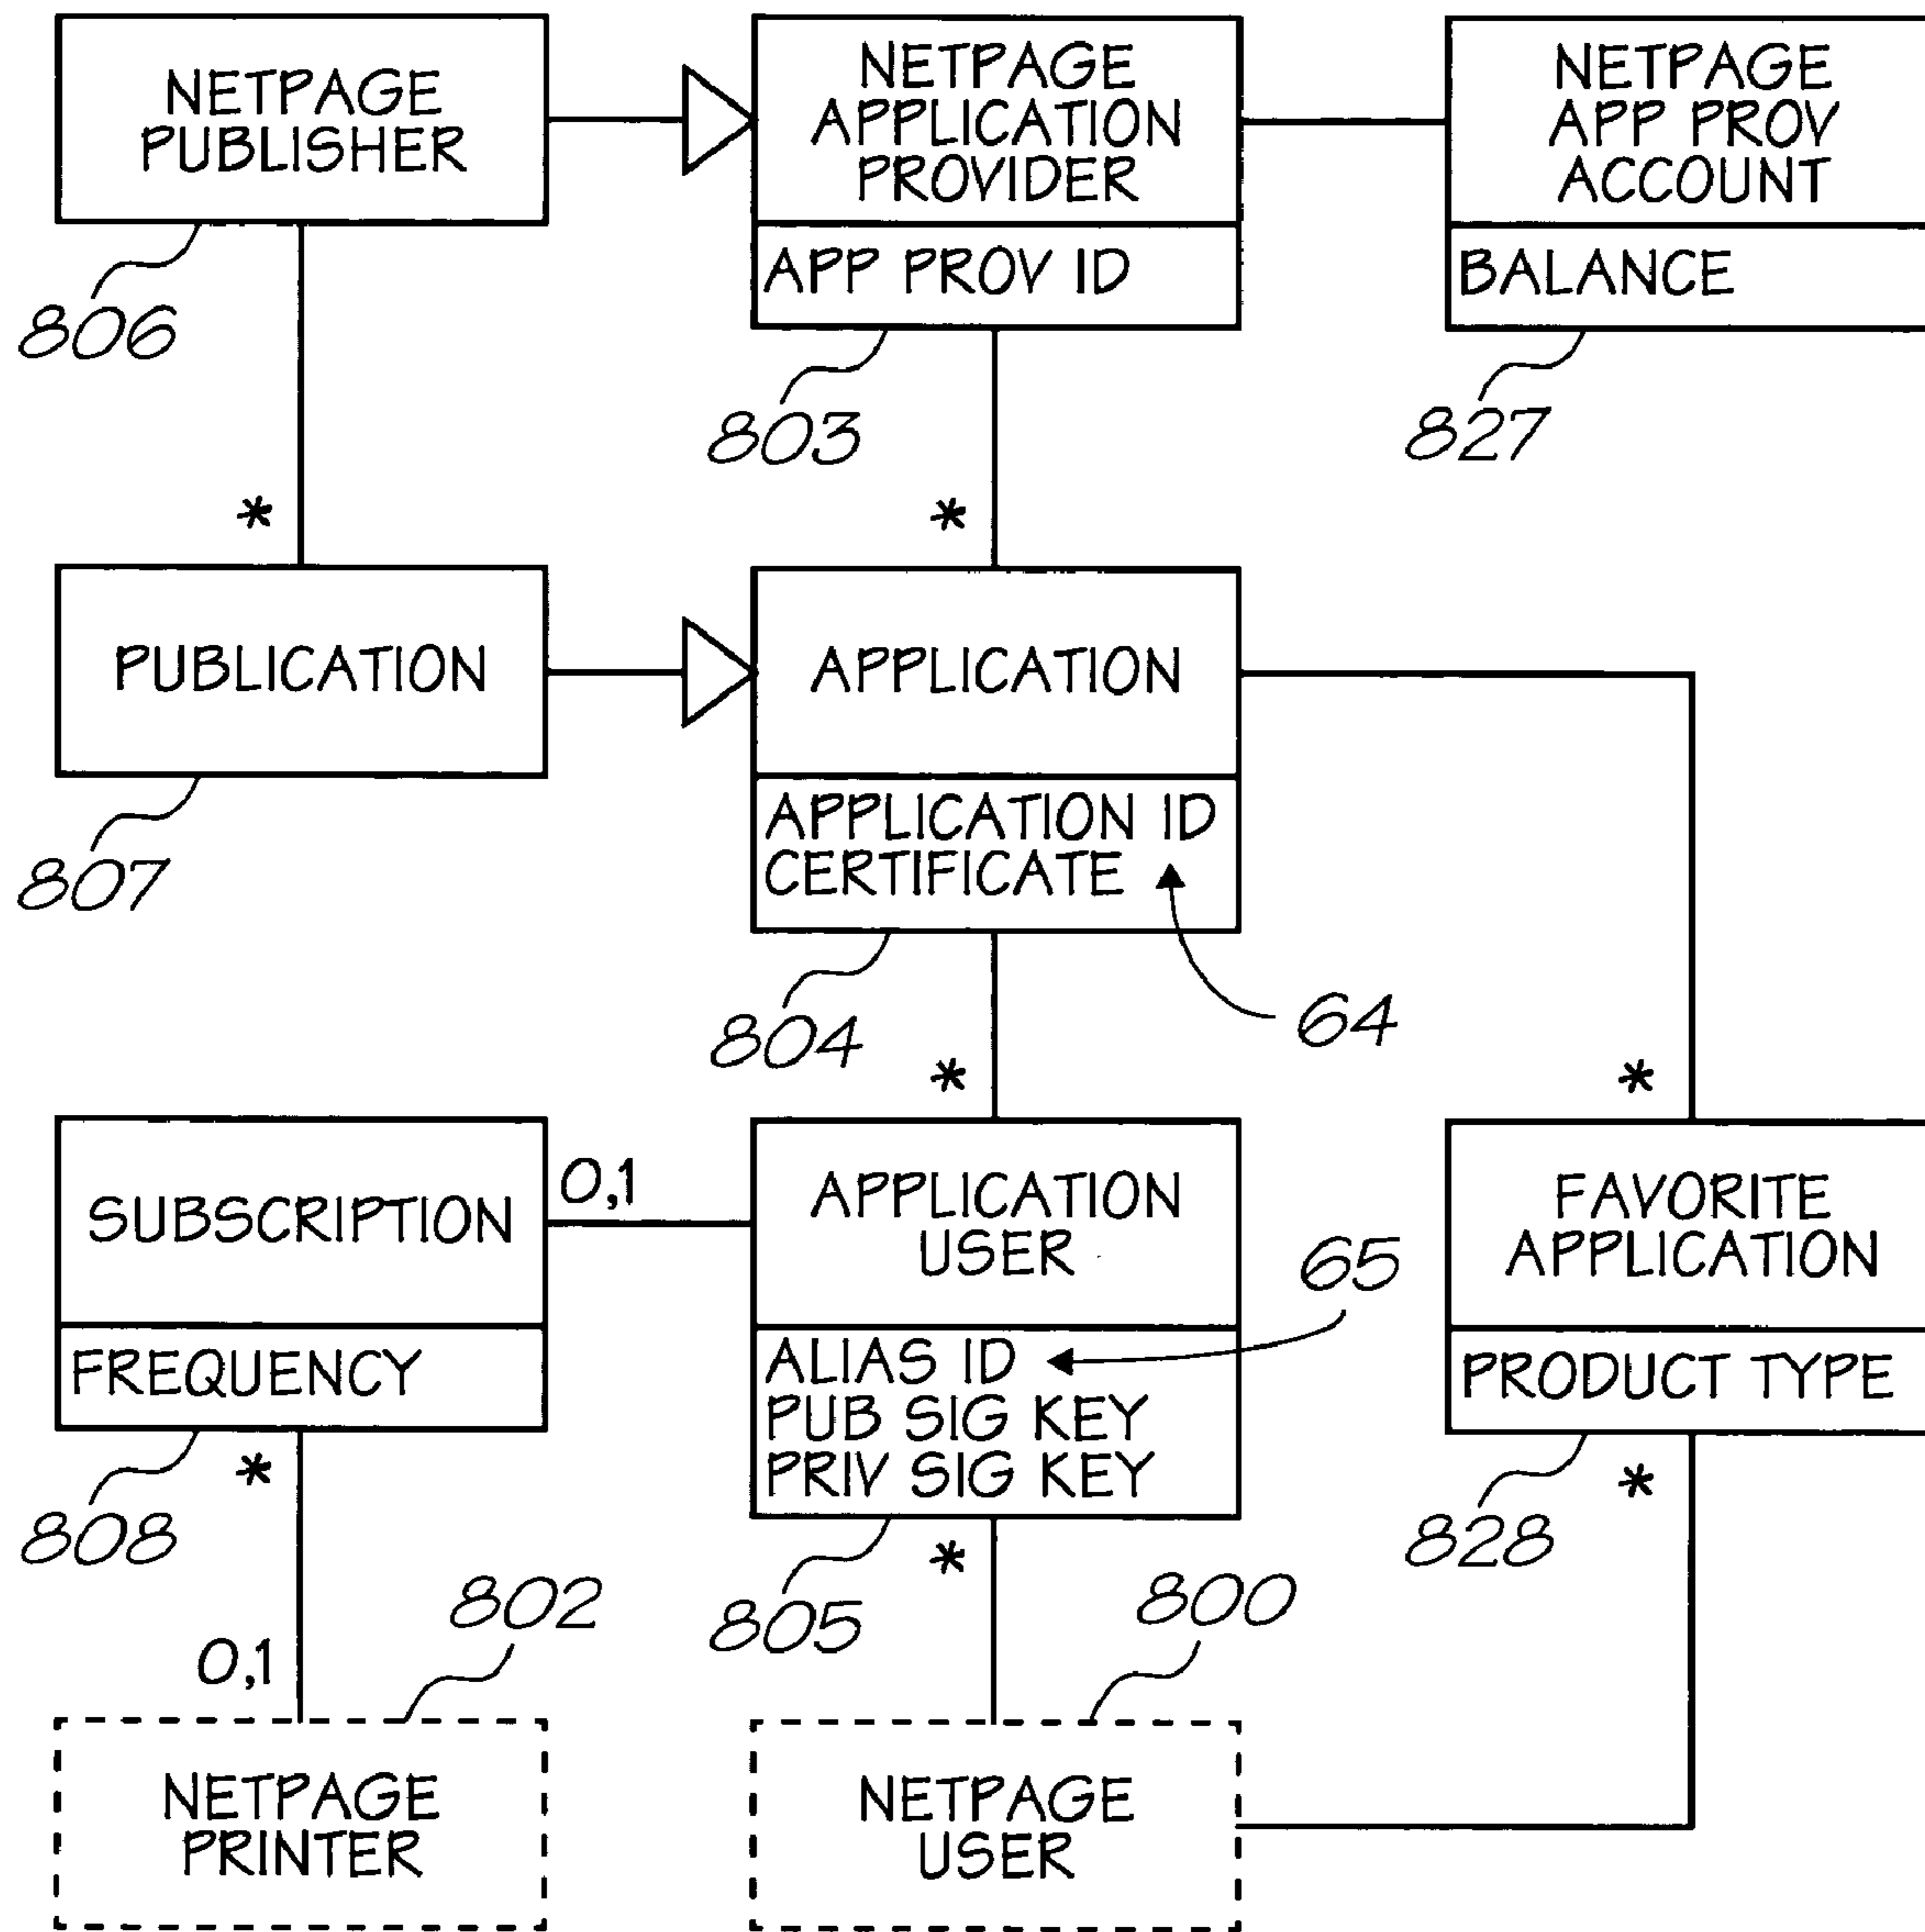 NETPAGE
PUBLISHER
806
NETPAGE
APPLICATION
PROVIDER
APP PROV ID
803
NETPAGE
APP PROV
ACCOUNT
BALANCE
827
*
*
PUBLICATION
807
APPLICATION
APPLICATION ID
CERTIFICATE
64
804
*
*
SUBSCRIPTION
FREQUENCY
808
0,1
APPLICATION
USER
ALIAS ID
PUB SIG KEY
PRIV SIG KEY
65
805
FAVORITE
APPLICATION
PRODUCT TYPE
828
*
*
*
0,1
802
800
NETPAGE
PRINTER
NETPAGE
USER